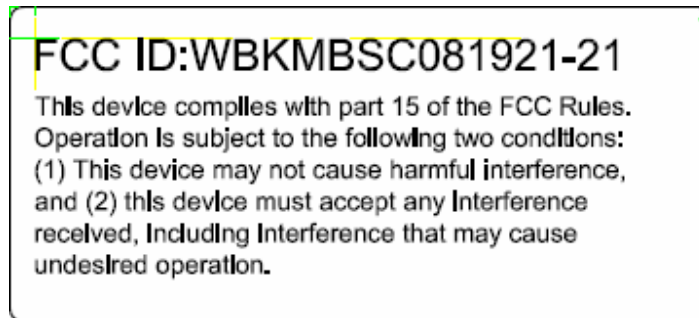 FCC ID:WBKMBSC081921-21
This device complies with part 15 of the FCC Rules.
Operation is subject to the following two conditions:
(1) This device may not cause harmful interference,
and (2) this device must accept any interference
received, including interference that may cause
undesired operation.